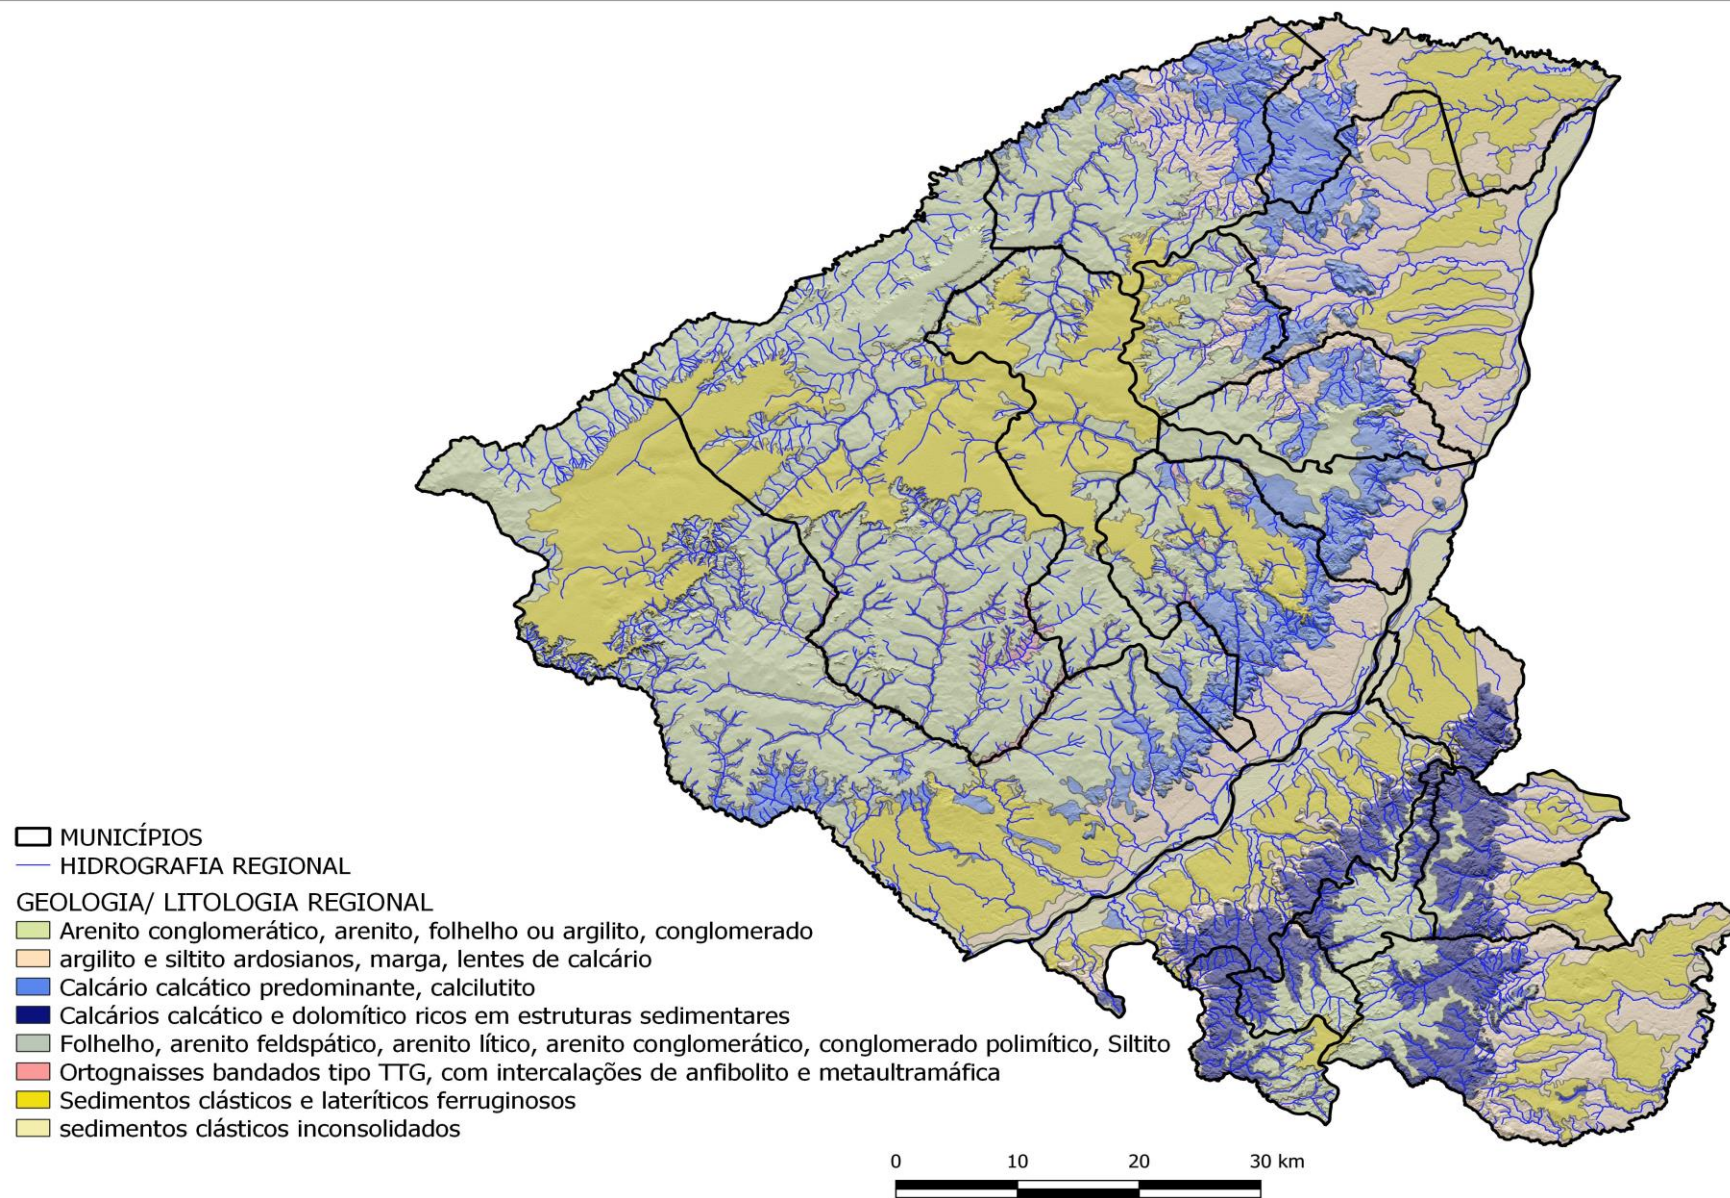 MUNICÍPIOS
HIDROGRAFIA REGIONAL
GEOLOGIA/ LITOLOGIA REGIONAL
Arenito conglomerático, arenito, folhelho ou argilito, conglomerado
argilito e siltito ardosianos, marga, lentes de calcário
Calcário calcático predominante, calcilutito
Calcários calcático e dolomítico ricos em estruturas sedimentares
Folhelho, arenito feldspático, arenito lítico, arenito conglomerático, conglomerado polimítico, Siltito
Ortognaisses bandados tipo TTG, com intercalações de anfibolito e metaultramáfica
Sedimentos clásticos e lateríticos ferruginosos
sedimentos clásticos inconsolidados
0 10 20 30 km